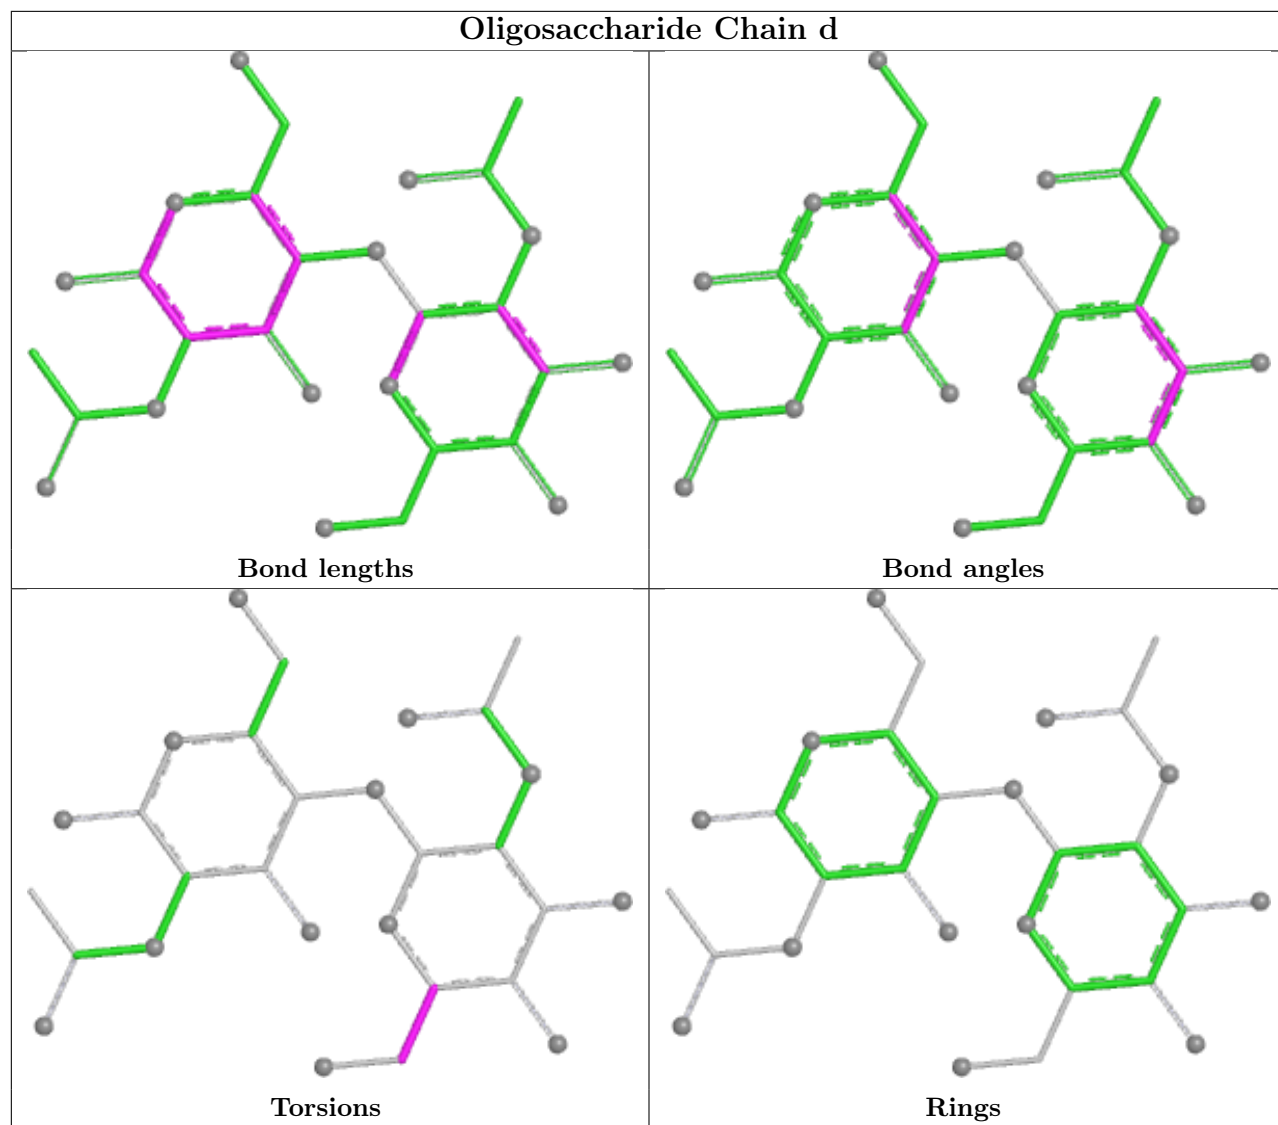 Oligosaccharide Chain d
Bond lengths
Bond angles
Torsions
Rings